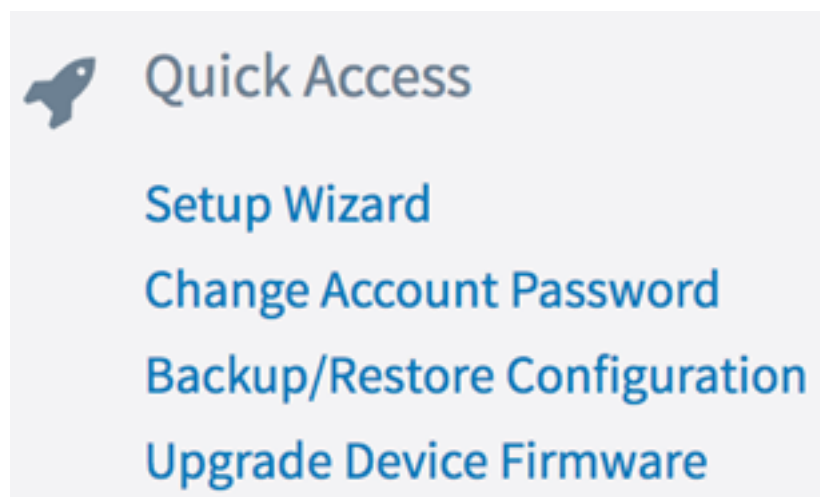 Quick Access
Setup Wizard
Change Account Password
Backup/Restore Configuration
Upgrade Device Firmware